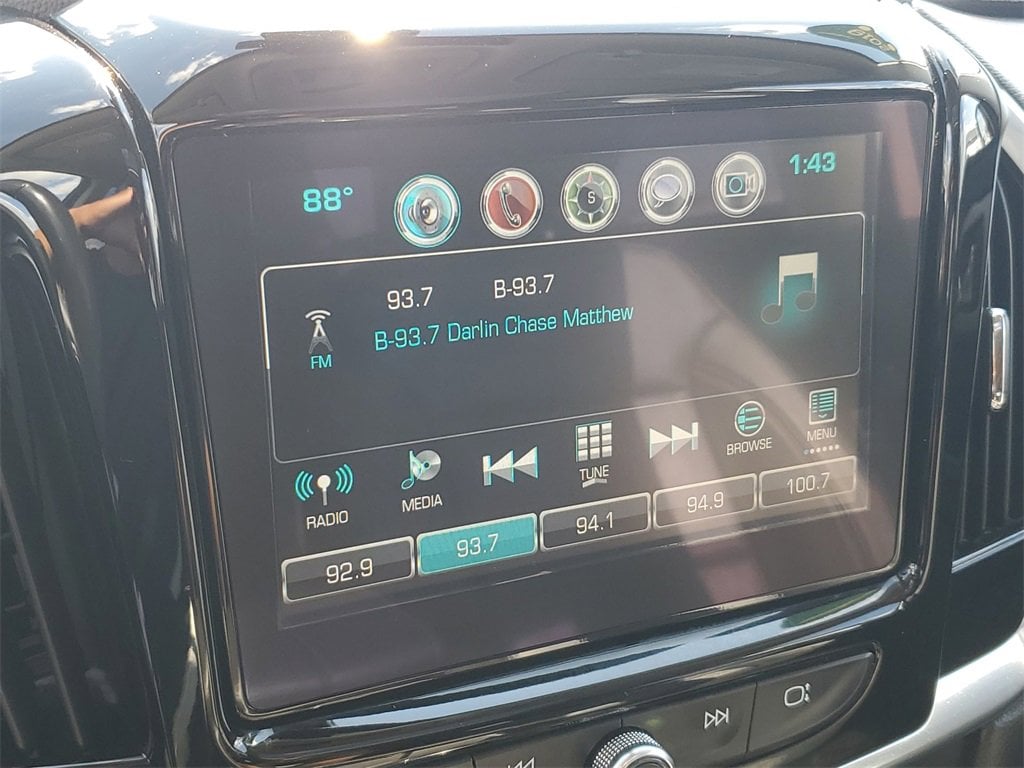 88° 1:43
S
93.7 B-93.7
B-93.7 Darlin Chase Matthew
FM
RADIO MEDIA TUNE BROWSE MENU
92.9 93.7 94.1 94.9 100.7